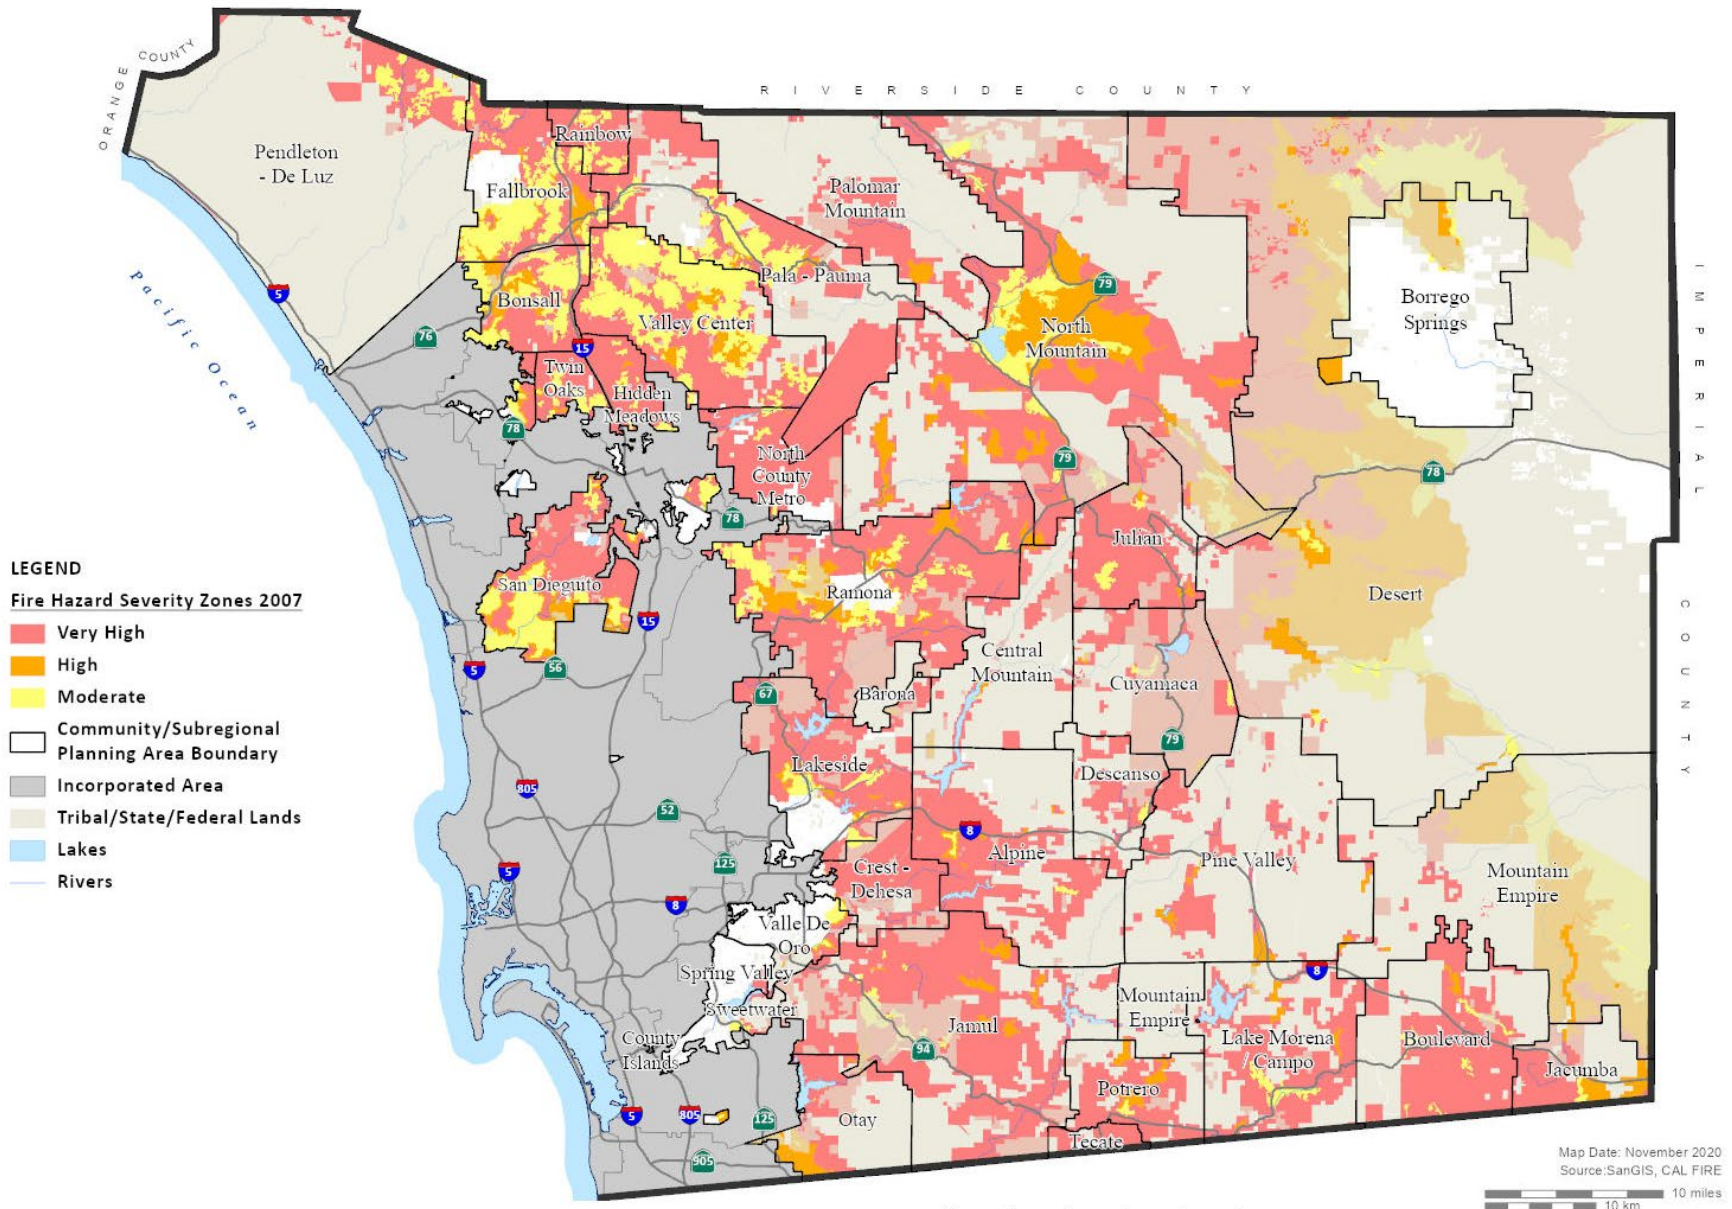 ORANGE COUNTY
RIVERSIDE COUNTY
IMPERIAL COUNTY
Pacific Ocean
Pendleton
- De Luz
Rainbow
Fallbrook
Palomar
Mountain
Pala - Pauma
Bonsall
Valley Center
North
Mountain
Borrego
Springs
Twin
Oaks
Hidden
Meadows
North
County
Metro
Julian
San Dieguito
Ramona
Desert
Central
Mountain
Cuyamaca
Barona
Lakeside
Descanso
Alpine
Pine Valley
Crest -
Dehesa
Mountain
Empire
Valle De
Oro
Spring Valley
Sweetwater
County
Islands
Jamul
Mountain
Empire
Lake Morena
/ Campo
Boulevard
Jacumba
Potrero
Otay
Tecate
5
76
15
78
79
79
78
78
15
5
56
67
79
805
52
8
125
5
8
8
94
5
805
125
905
LEGEND
Fire Hazard Severity Zones 2007
Very High
High
Moderate
Community/Subregional
Planning Area Boundary
Incorporated Area
Tribal/State/Federal Lands
Lakes
Rivers
Map Date: November 2020
Source:SanGIS, CAL FIRE
10 miles
10 km